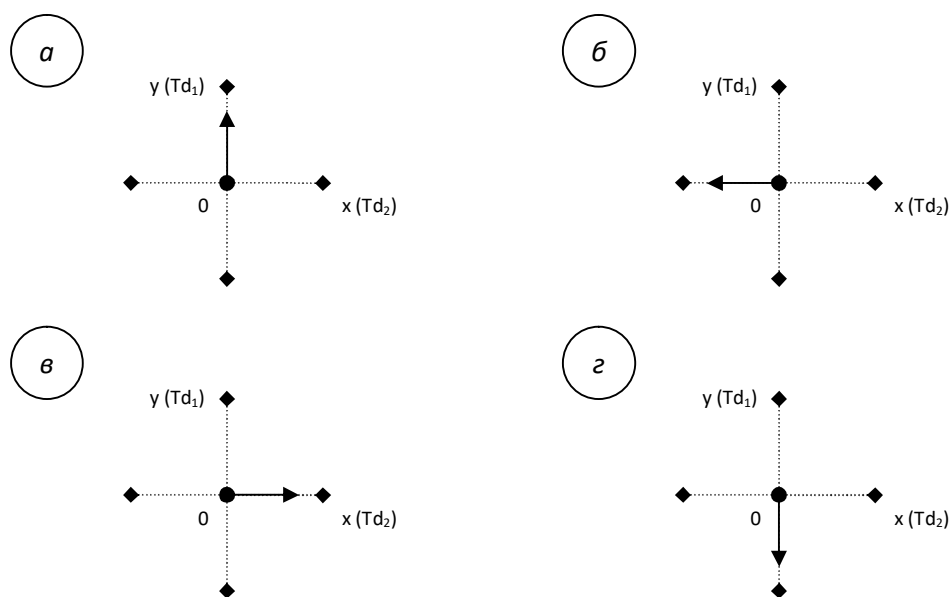 а
y (Td₁)
0
x (Td₂)
б
y (Td₁)
0
x (Td₂)
в
y (Td₁)
0
x (Td₂)
г
y (Td₁)
0
x (Td₂)